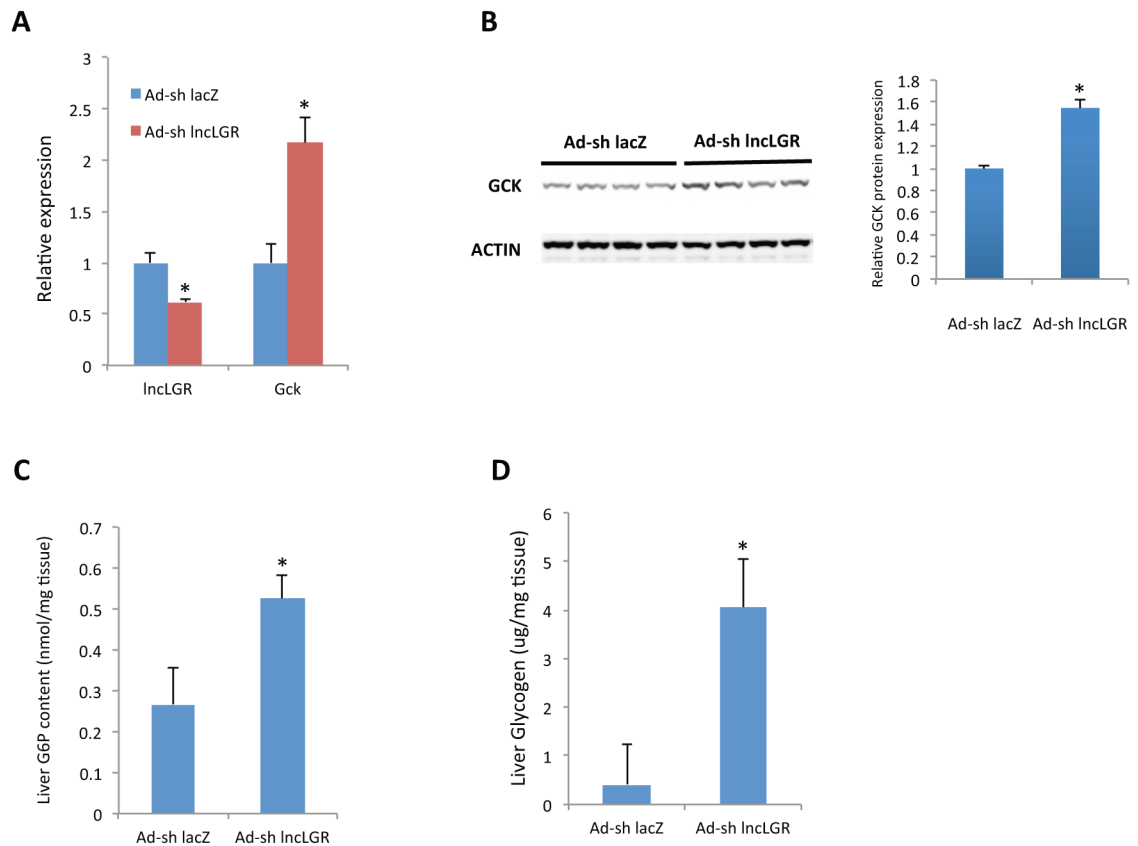 A
3
2.5
2
1.5
1
0.5
0
Relative expression
Ad-sh lacZ
Ad-sh lncLGR
*
*
lncLGR
Gck
B
Ad-sh lacZ
Ad-sh lncLGR
GCK
ACTIN
1.8
1.6
1.4
1.2
1
0.8
0.6
0.4
0.2
0
Relative GCK protein expression
*
Ad-sh lacZ
Ad-sh lncLGR
C
0.7
0.6
0.5
0.4
0.3
0.2
0.1
0
Liver G6P content (nmol/mg tissue)
*
Ad-sh lacZ
Ad-sh lncLGR
D
6
5
4
3
2
1
0
Liver Glycogen (ug/mg tissue)
*
Ad-sh lacZ
Ad-sh lncLGR